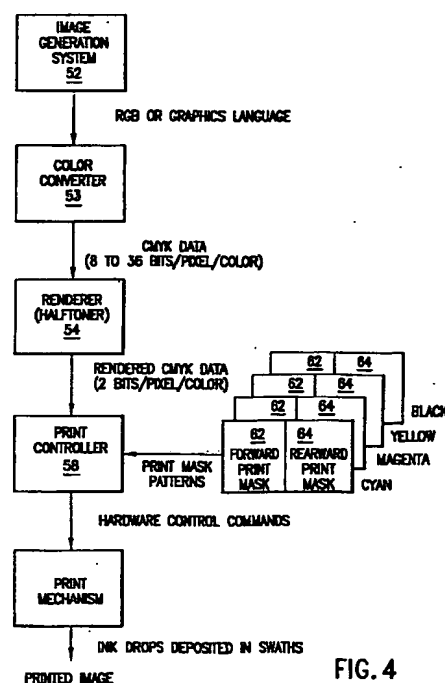 IMAGE
GENERATION
SYSTEM
52
RGB OR GRAPHICS LANGUAGE
COLOR
CONVERTER
53
CMYK DATA
(8 TO 36 BITS/PIXEL/COLOR)
RENDERER
(HALFTONER)
54
RENDERED CMYK DATA
(2 BITS/PIXEL/COLOR)
62 64
BLACK
62 64
YELLOW
62 64
MAGENTA
62 64
FORWARD PRINT MASK
REARWARD PRINT MASK
CYAN
PRINT
CONTROLLER
58
PRINT MASK
PATTERNS
HARDWARE CONTROL COMMANDS
PRINT
MECHANISM
INK DROPS DEPOSITED IN SWATHS
PRINTED IMAGE
FIG. 4